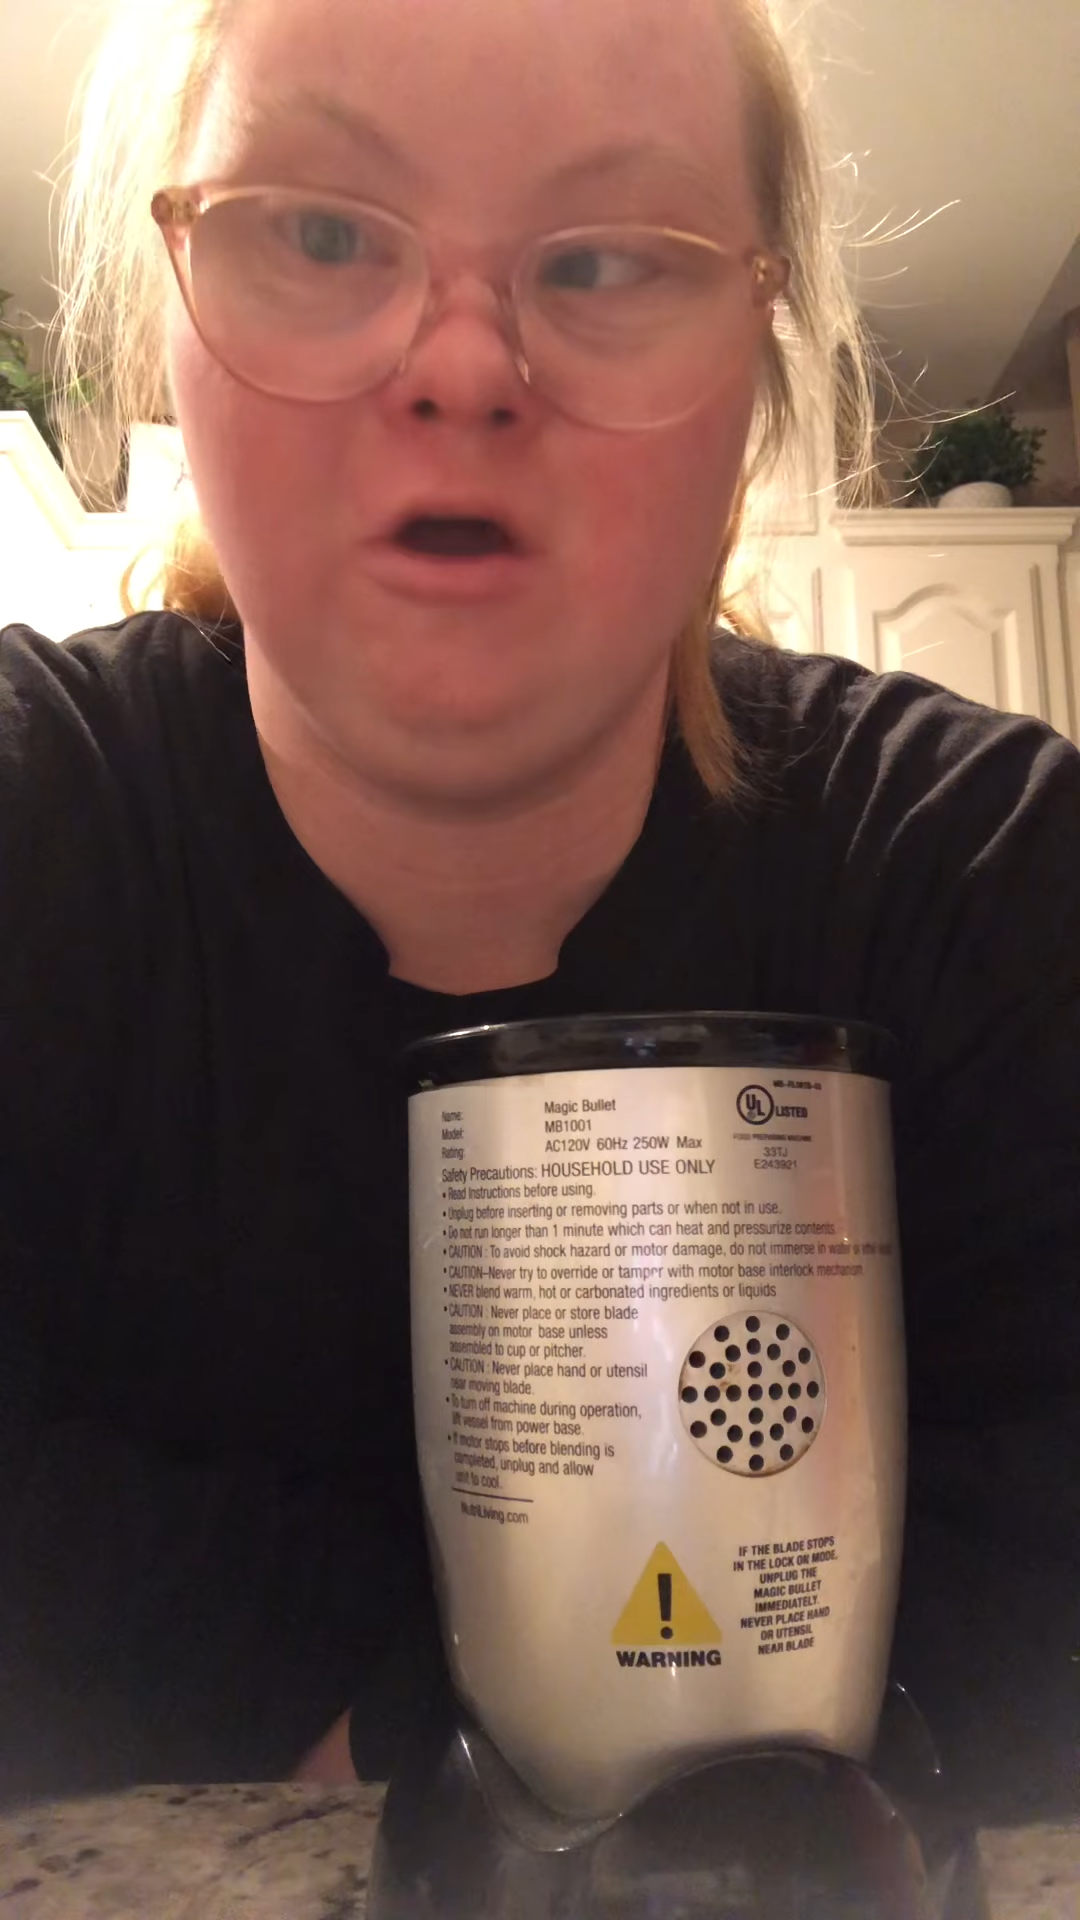 Name: Magic Bullet
Model: MB1001
Rating: AC120V 60Hz 250W Max
UL LISTED
FOOD PREPARING MACHINE
33TJ
E243921
Safety Precautions: HOUSEHOLD USE ONLY
• Read Instructions before using.
• Unplug before inserting or removing parts or when not in use.
• Do not run longer than 1 minute which can heat and pressurize contents.
• CAUTION : To avoid shock hazard or motor damage, do not immerse in water or other
• CAUTION–Never try to override or tamper with motor base interlock mechanism.
• NEVER blend warm, hot or carbonated ingredients or liquids
• CAUTION : Never place or store blade
assembly on motor base unless
assembled to cup or pitcher.
• CAUTION : Never place hand or utensil
near moving blade.
• To turn off machine during operation,
lift vessel from power base.
• If motor stops before blending is
completed, unplug and allow
unit to cool.
NutriLiving.com
WARNING
IF THE BLADE STOPS
IN THE LOCK ON MODE,
UNPLUG THE
MAGIC BULLET
IMMEDIATELY.
NEVER PLACE HAND
OR UTENSIL
NEAR BLADE